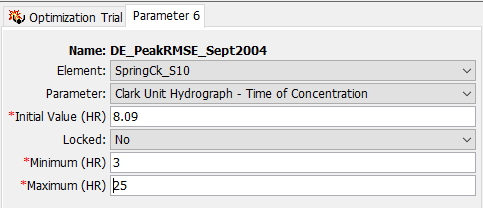 Optimization Trial Parameter 6
Name: DE_PeakRMSE_Sept2004
Element: SpringCk_S10
Parameter: Clark Unit Hydrograph - Time of Concentration
*Initial Value (HR) 8.09
Locked: No
*Minimum (HR) 3
*Maximum (HR) 25